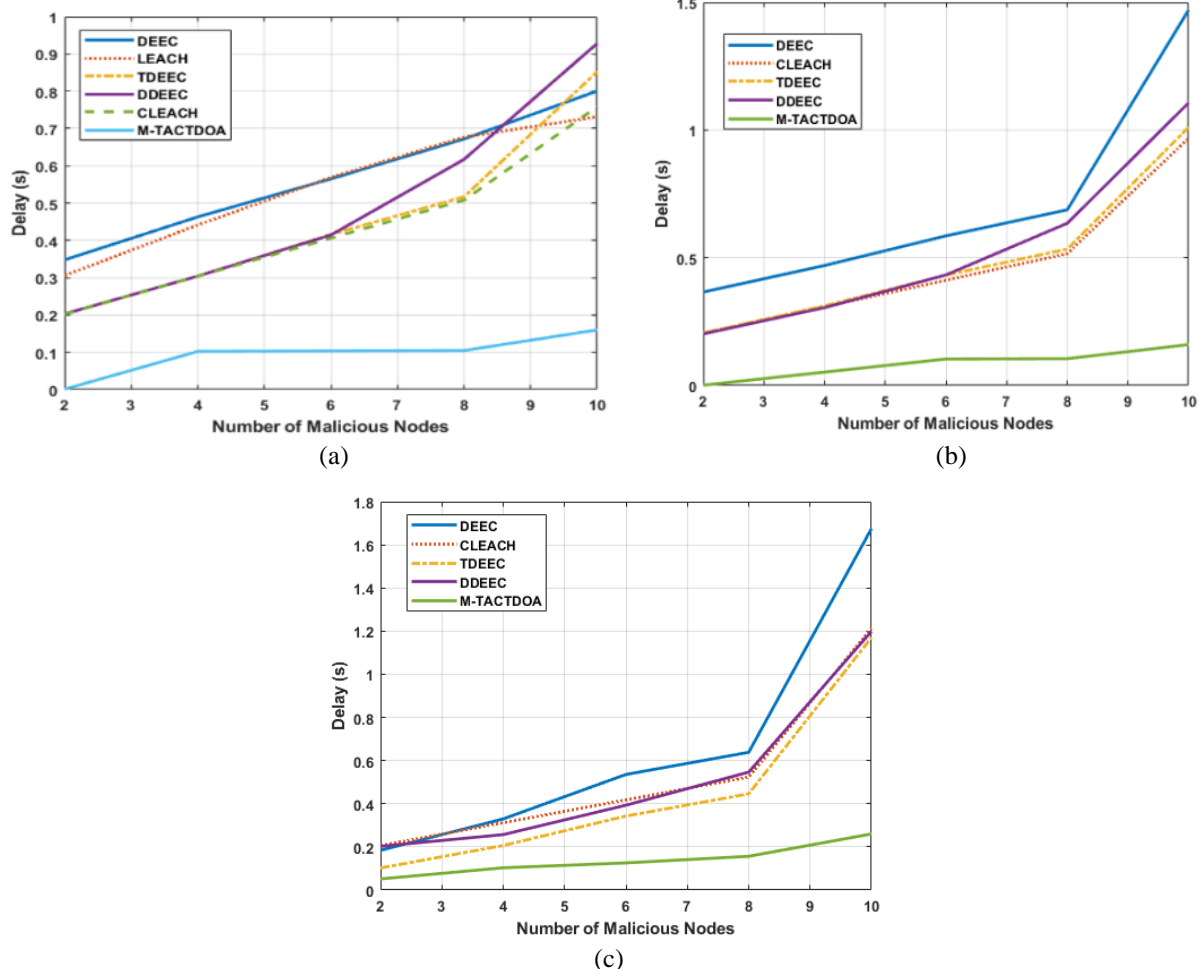 1
0.9
0.8
0.7
0.6
0.5
0.4
0.3
0.2
0.1
0
Delay (s)
DEEC
LEACH
TDEEC
DDEEC
CLEACH
M-TACTDOA
2 3 4 5 6 7 8 9 10
Number of Malicious Nodes
(a)
1.5
1
0.5
0
Delay (s)
DEEC
CLEACH
TDEEC
DDEEC
M-TACTDOA
2 3 4 5 6 7 8 9 10
Number of Malicious Nodes
(b)
1.8
1.6
1.4
1.2
1
0.8
0.6
0.4
0.2
0
Delay (s)
DEEC
CLEACH
TDEEC
DDEEC
M-TACTDOA
2 3 4 5 6 7 8 9 10
Number of Malicious Nodes
(c)